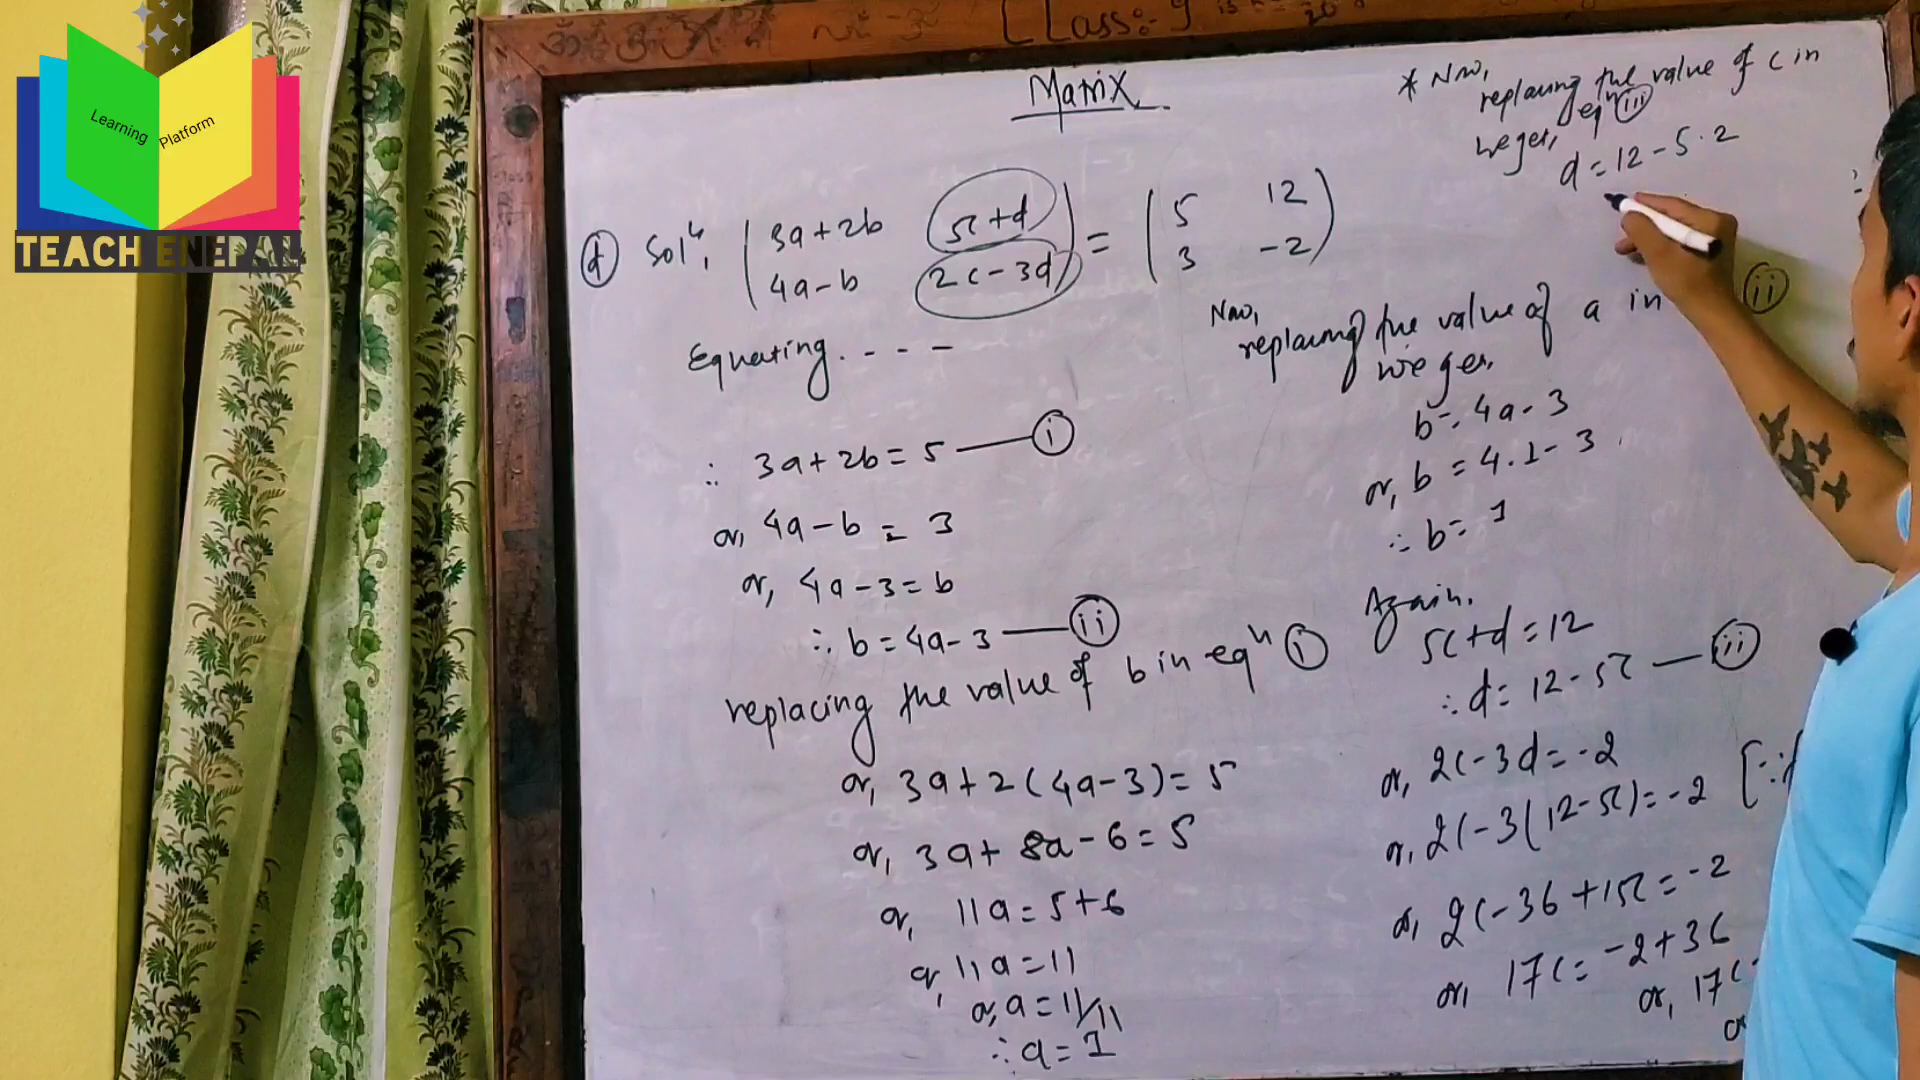 Learning Platform
TEACH ENEPAL
Class:- 9
Matrix
d Solⁿ, ( 3a+2b 5c+d ) = ( 5 12 )
( 4a-b 2c-3d ) ( 3 -2 )
Equating. - - -
∴ 3a+2b = 5 — (i)
or, 4a-b = 3
or, 4a-3 = b
∴ b = 4a-3 — (ii)
replacing the value of b in eqⁿ (i)
or, 3a+2(4a-3) = 5
or, 3a+8a-6 = 5
or, 11a = 5+6
or, 11a = 11
or, a = 11/11
∴ a = 1
Now,
replacing the value of a in (ii)
we get,
b = 4a-3
or, b = 4.1-3
∴ b = 1
Again,
5c+d = 12
∴ d = 12-5c — (iii)
or, 2c-3d = -2
or, 2c-3(12-5c) = -2 [∵
or, 2c-36+15c = -2
or, 17c = -2+36
or, 17c
or
* Now,
replacing the value of c in
eqⁿ (iii)
we get,
d = 12-5.2